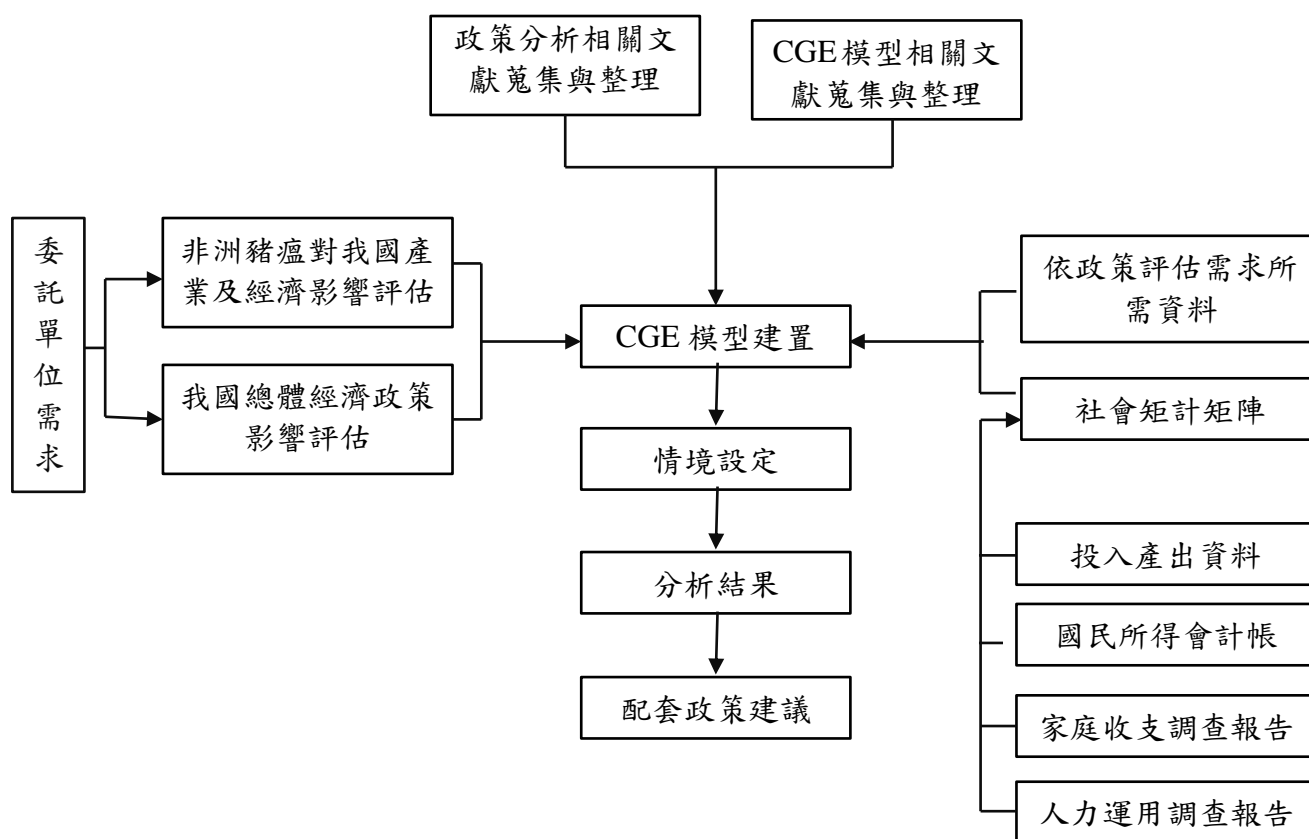 政策分析相關文
獻蒐集與整理
CGE模型相關文
獻蒐集與整理
委
託
單
位
需
求
非洲豬瘟對我國產
業及經濟影響評估
我國總體經濟政策
影響評估
CGE 模型建置
情境設定
分析結果
配套政策建議
依政策評估需求所
需資料
社會矩計矩陣
投入產出資料
國民所得會計帳
家庭收支調查報告
人力運用調查報告